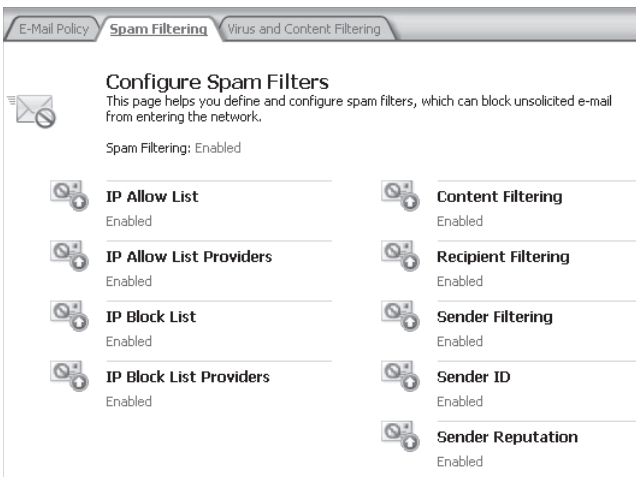 E-Mail Policy
Spam Filtering
Virus and Content Filtering
Configure Spam Filters
This page helps you define and configure spam filters, which can block unsolicited e-mail
from entering the network.
Spam Filtering: Enabled
IP Allow List
Enabled
IP Allow List Providers
Enabled
IP Block List
Enabled
IP Block List Providers
Enabled
Content Filtering
Enabled
Recipient Filtering
Enabled
Sender Filtering
Enabled
Sender ID
Enabled
Sender Reputation
Enabled